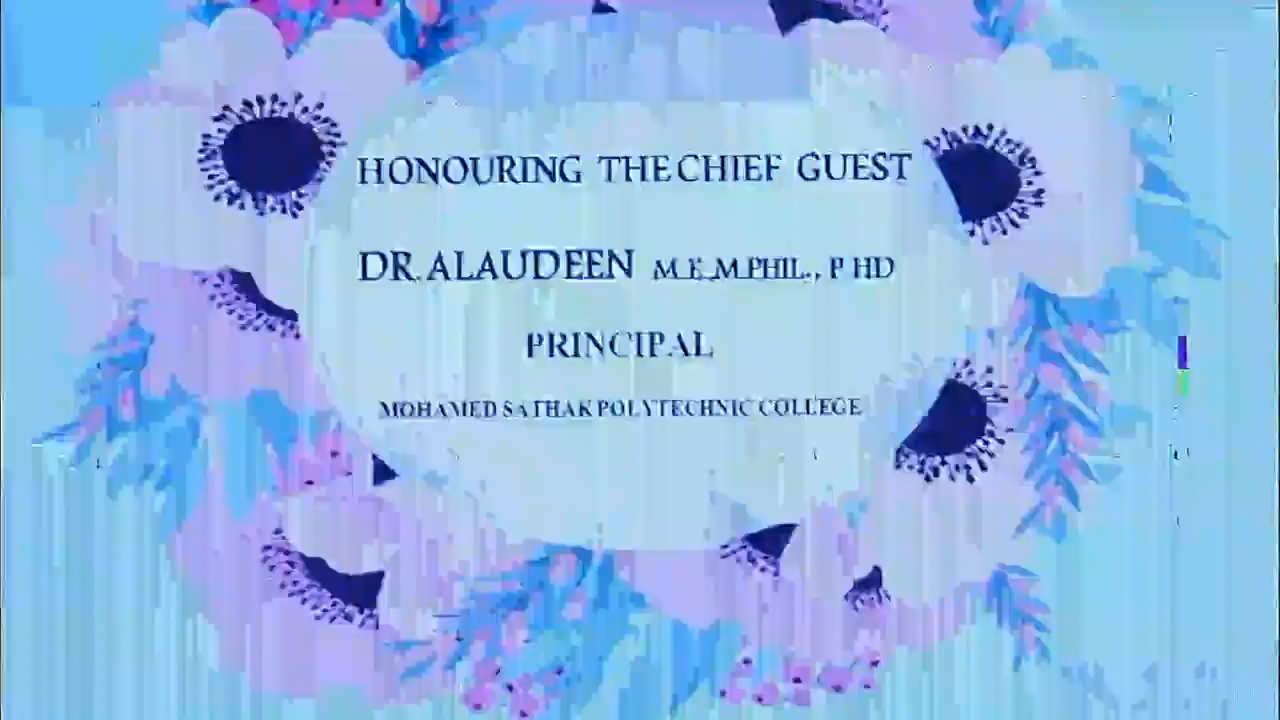 HONOURING THE CHIEF GUEST
DR. ALAUDEEN M.E.,M.PHIL., P HD
PRINCIPAL
MOHAMED SATHAK POLYTECHNIC COLLEGE